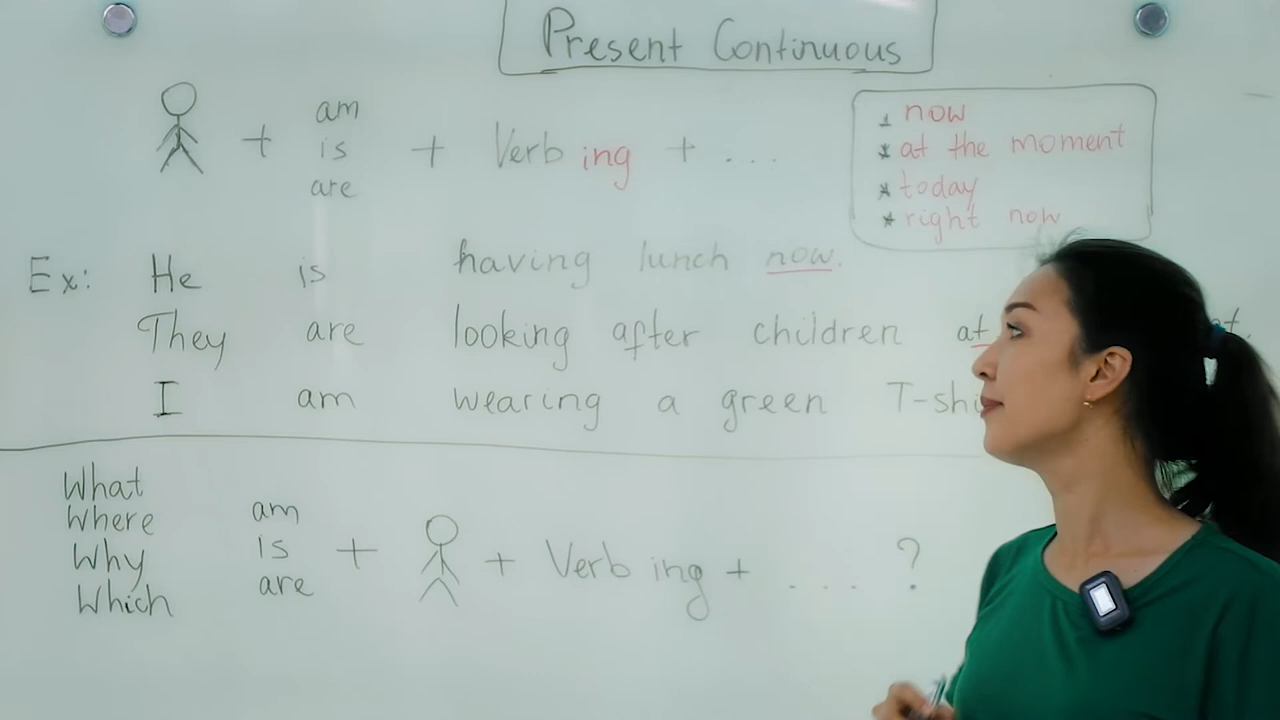 Present Continuous
am
is
are
+ + Verb ing + ...
now
at the moment
today
right now
Ex: He is having lunch now.
They are looking after children at
I am wearing a green
What
Where
Why
Which
am
is
are
+ + Verb ing + .... ?